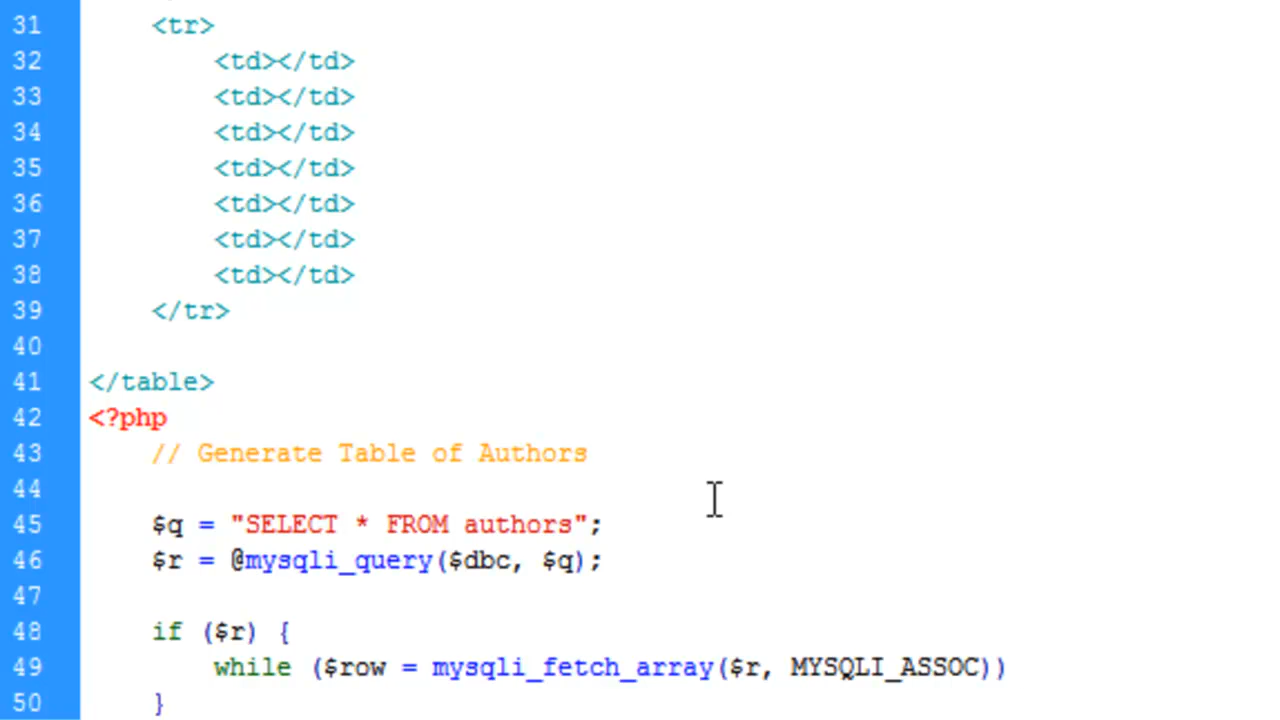 31 <tr>
32 <td></td>
33 <td></td>
34 <td></td>
35 <td></td>
36 <td></td>
37 <td></td>
38 <td></td>
39 </tr>
40
41 </table>
42 <?php
43 // Generate Table of Authors
44
45 $q = "SELECT * FROM authors";
46 $r = @mysqli_query($dbc, $q);
47
48 if ($r) {
49 while ($row = mysqli_fetch_array($r, MYSQLI_ASSOC))
50 }